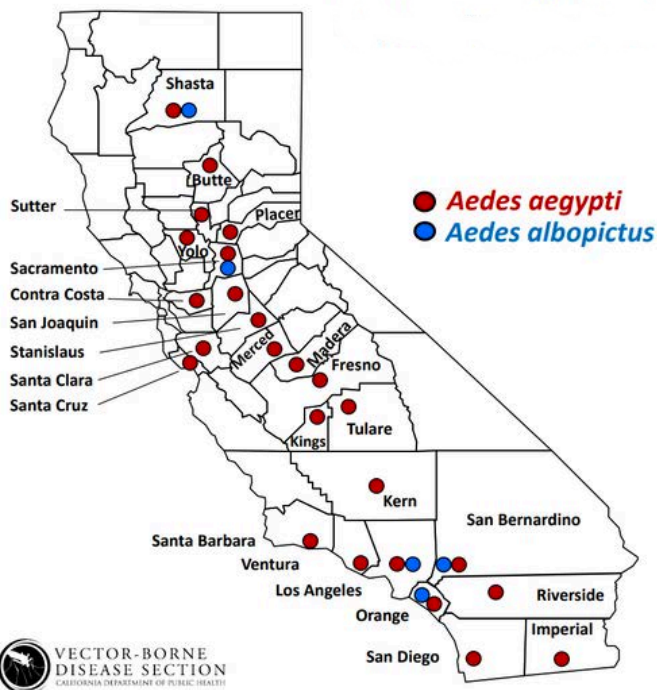 Shasta
Butte
Sutter
Placer
Aedes aegypti
Aedes albopictus
Yolo
Sacramento
Contra Costa
San Joaquin
Stanislaus
Merced
Madera
Fresno
Santa Clara
Santa Cruz
Kings
Tulare
Kern
San Bernardino
Santa Barbara
Ventura
Los Angeles
Riverside
Orange
Imperial
San Diego
VECTOR-BORNE
DISEASE SECTION
CALIFORNIA DEPARTMENT OF PUBLIC HEALTH